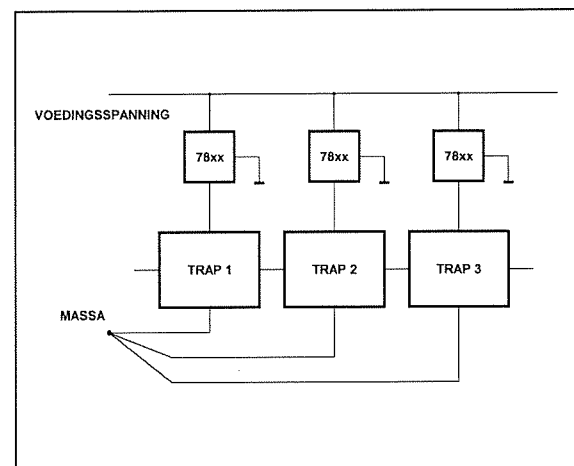 VOEDINGSSPANNING
78xx 78xx 78xx
TRAP 1 TRAP 2 TRAP 3
MASSA